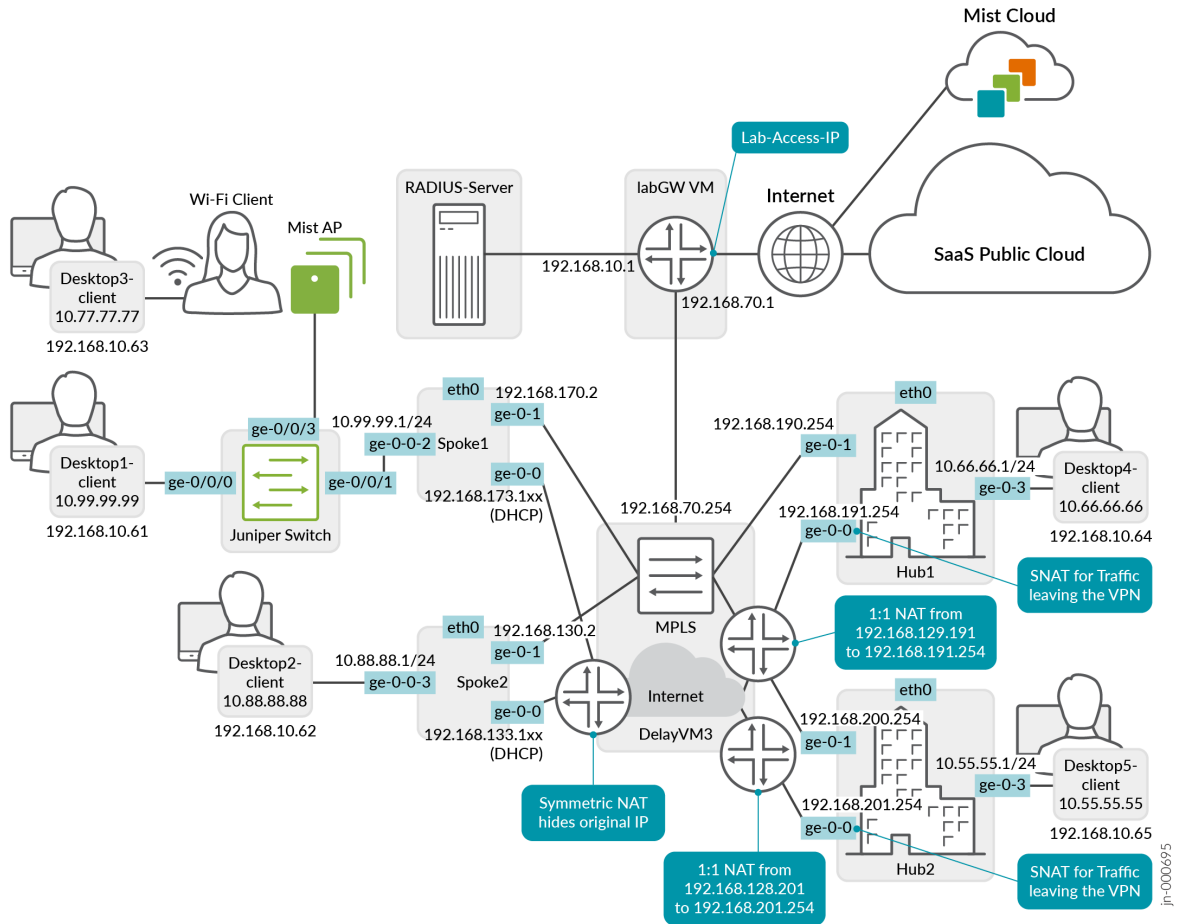 Mist Cloud
Lab-Access-IP
RADIUS-Server
labGW VM
Internet
SaaS Public Cloud
192.168.10.1
192.168.70.1
Wi-Fi Client
Mist AP
Desktop3-
client
10.77.77.77
192.168.10.63
Desktop1-
client
10.99.99.99
192.168.10.61
ge-0/0/0
ge-0/0/3
ge-0/0/1
Juniper Switch
10.99.99.1/24
ge-0-0-2
eth0
Spoke1
192.168.170.2
ge-0-1
ge-0-0
192.168.173.1xx
(DHCP)
Desktop2-
client
10.88.88.88
192.168.10.62
10.88.88.1/24
ge-0-0-3
eth0
Spoke2
192.168.130.2
ge-0-1
ge-0-0
192.168.133.1xx
(DHCP)
192.168.70.254
MPLS
Internet
DelayVM3
Symmetric NAT
hides original IP
1:1 NAT from
192.168.128.201
to 192.168.201.254
1:1 NAT from
192.168.129.191
to 192.168.191.254
eth0
192.168.190.254
ge-0-1
192.168.191.254
ge-0-0
Hub1
10.66.66.1/24
ge-0-3
Desktop4-
client
10.66.66.66
192.168.10.64
SNAT for Traffic
leaving the VPN
eth0
192.168.200.254
ge-0-1
192.168.201.254
ge-0-0
Hub2
10.55.55.1/24
ge-0-3
Desktop5-
client
10.55.55.55
192.168.10.65
SNAT for Traffic
leaving the VPN
jn-000695